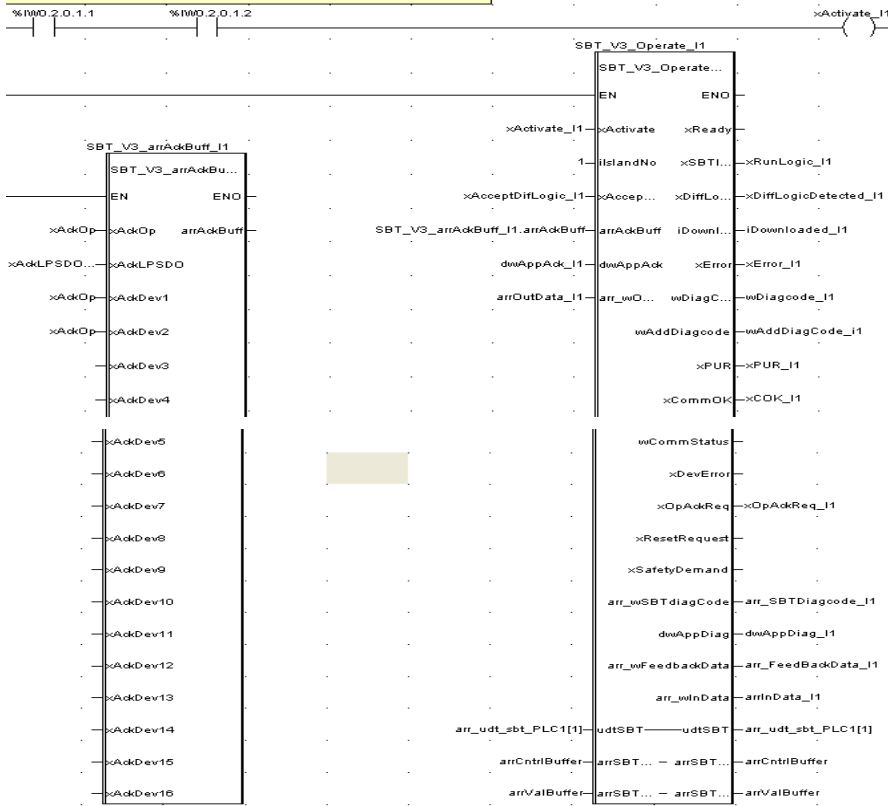 %IW0.2.0.1.1 %IW0.2.0.1.2 xActivate_I1
SBT_V3_Operate_I1
SBT_V3_Operate...
EN ENO
xActivate_I1 xActivate xReady
SBT_V3_arrAckBuff_I1
SBT_V3_arrAckBu...
1 iIslandNo xSBTl... xRunLogic_I1
EN ENO
xAcceptDifLogic_I1 xAccep... xDiffLo... xDiffLogicDetected_I1
xAckOp xAckOp arrAckBuff
SBT_V3_arrAckBuff_I1.arrAckBuff arrAckBuff iDownl... iDownloaded_I1
xAckLPSDO... xAckLPSDO
dwAppAck_I1 dwAppAck xError xError_I1
xAckOp xAckDev1
arrOutData_I1 arr_wO... wDiagC... wDiagcode_I1
xAckOp xAckDev2
wAddDiagcode wAddDiagCode_i1
xAckDev3 xPUR xPUR_I1
xAckDev4 xCommOK xCOK_I1
xAckDev5 wCommStatus
xAckDev6 xDevError
xAckDev7 xOpAckReq xOpAckReq_I1
xAckDev8 xResetRequest
xAckDev9 xSafetyDemand
xAckDev10 arr_wSBTdiagCode arr_SBTDiagcode_I1
xAckDev11 dwAppDiag dwAppDiag_I1
xAckDev12 arr_wFeedbackData arr_FeedBackData_I1
xAckDev13 arr_wInData arrInData_I1
xAckDev14 arr_udt_sbt_PLC1[1] udtSBT udtSBT arr_udt_sbt_PLC1[1]
xAckDev15 arrCntrlBuffer arrSBT... – arrSBT... arrCntrlBuffer
xAckDev16 arrValBuffer arrSBT... – arrSBT... arrValBuffer